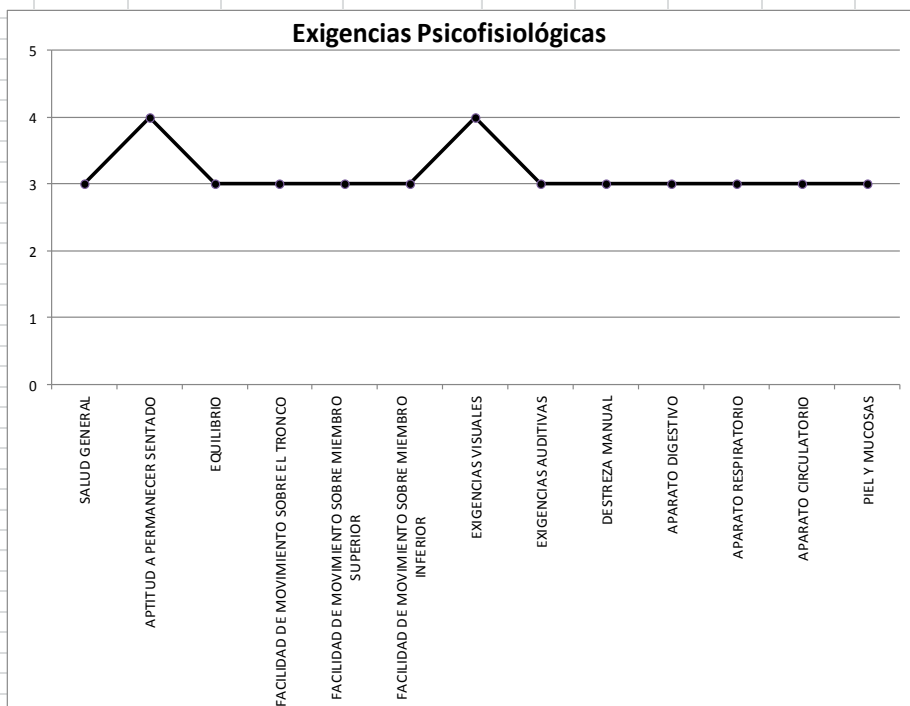 Exigencias Psicofisiológicas
5
4
3
2
1
0
SALUD GENERAL
APTITUD A PERMANECER SENTADO
EQUILIBRIO
FACILIDAD DE MOVIMIENTO SOBRE EL TRONCO
FACILIDAD DE MOVIMIENTO SOBRE MIEMBRO
SUPERIOR
FACILIDAD DE MOVIMIENTO SOBRE MIEMBRO
INFERIOR
EXIGENCIAS VISUALES
EXIGENCIAS AUDITIVAS
DESTREZA MANUAL
APARATO DIGESTIVO
APARATO RESPIRATORIO
APARATO CIRCULATORIO
PIEL Y MUCOSAS